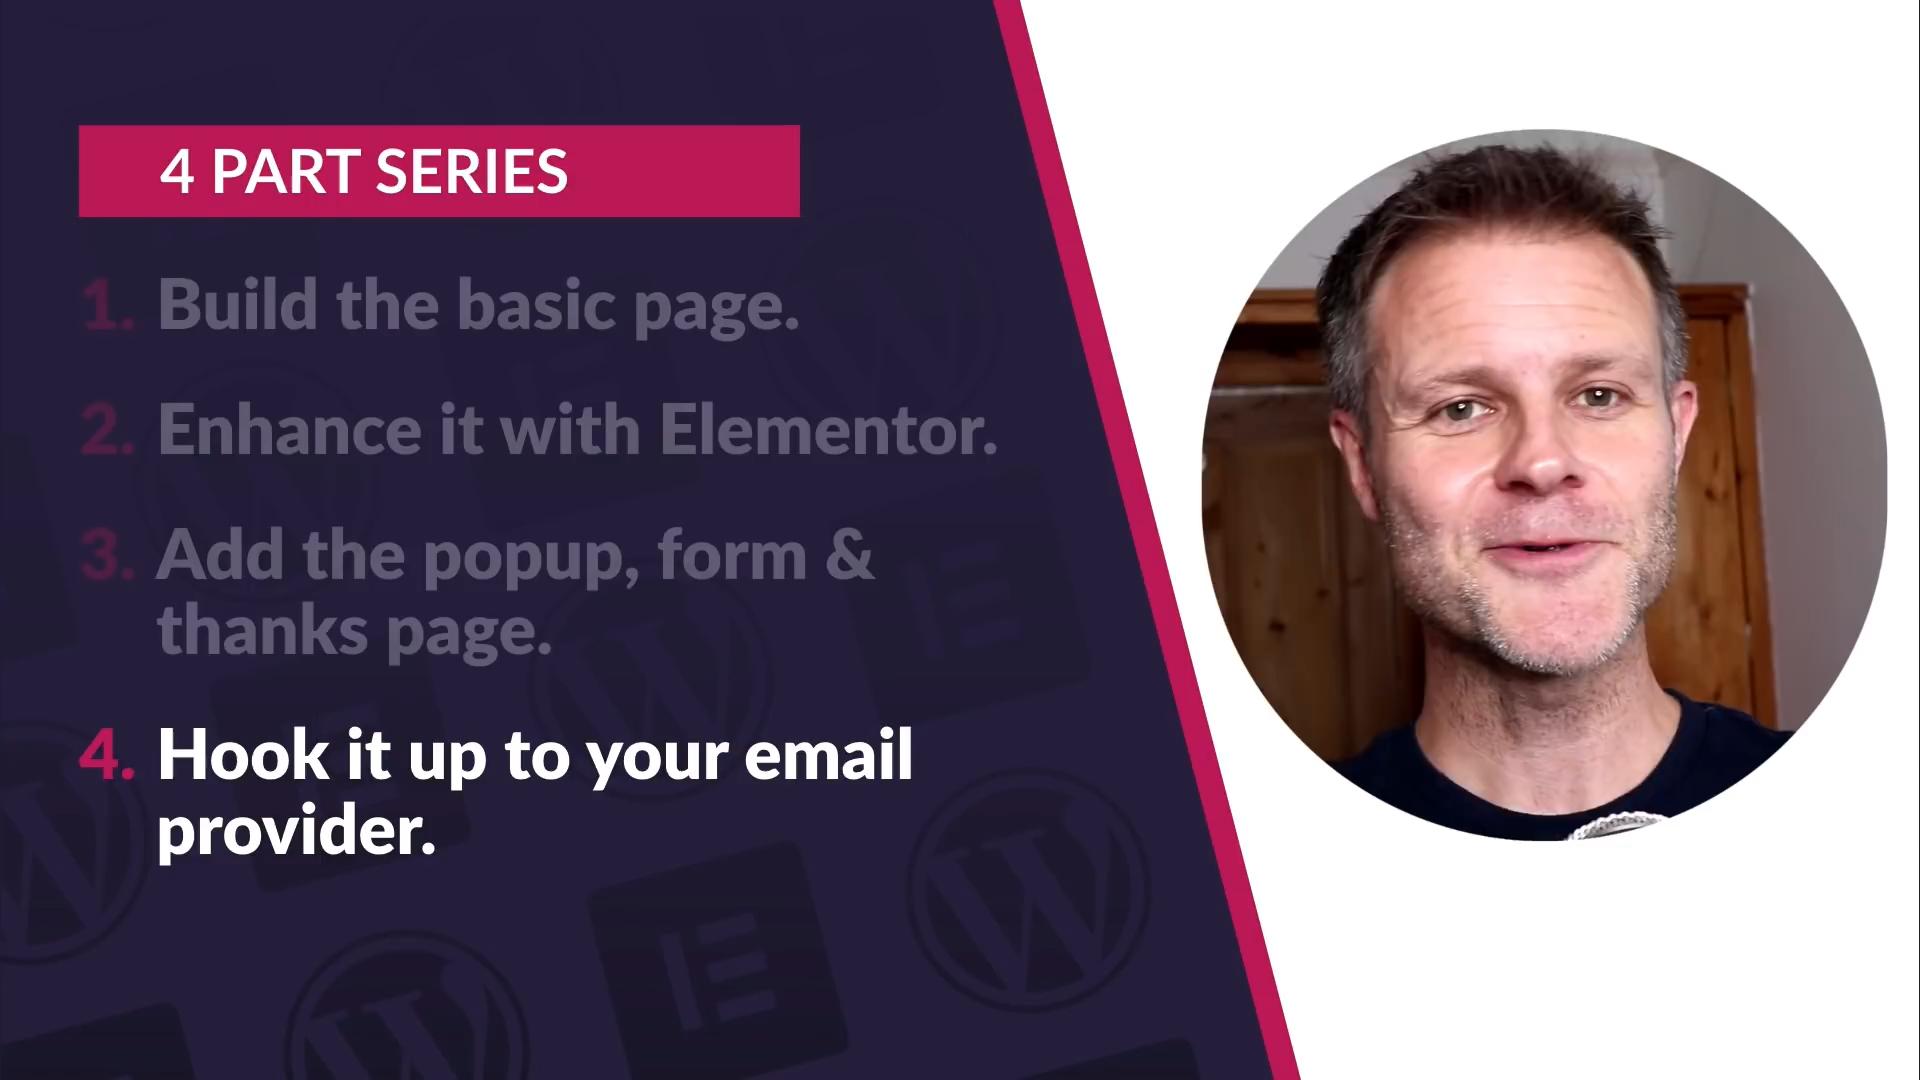 4 PART SERIES
1. Build the basic page.
2. Enhance it with Elementor.
3. Add the popup, form &
thanks page.
4. Hook it up to your email
provider.